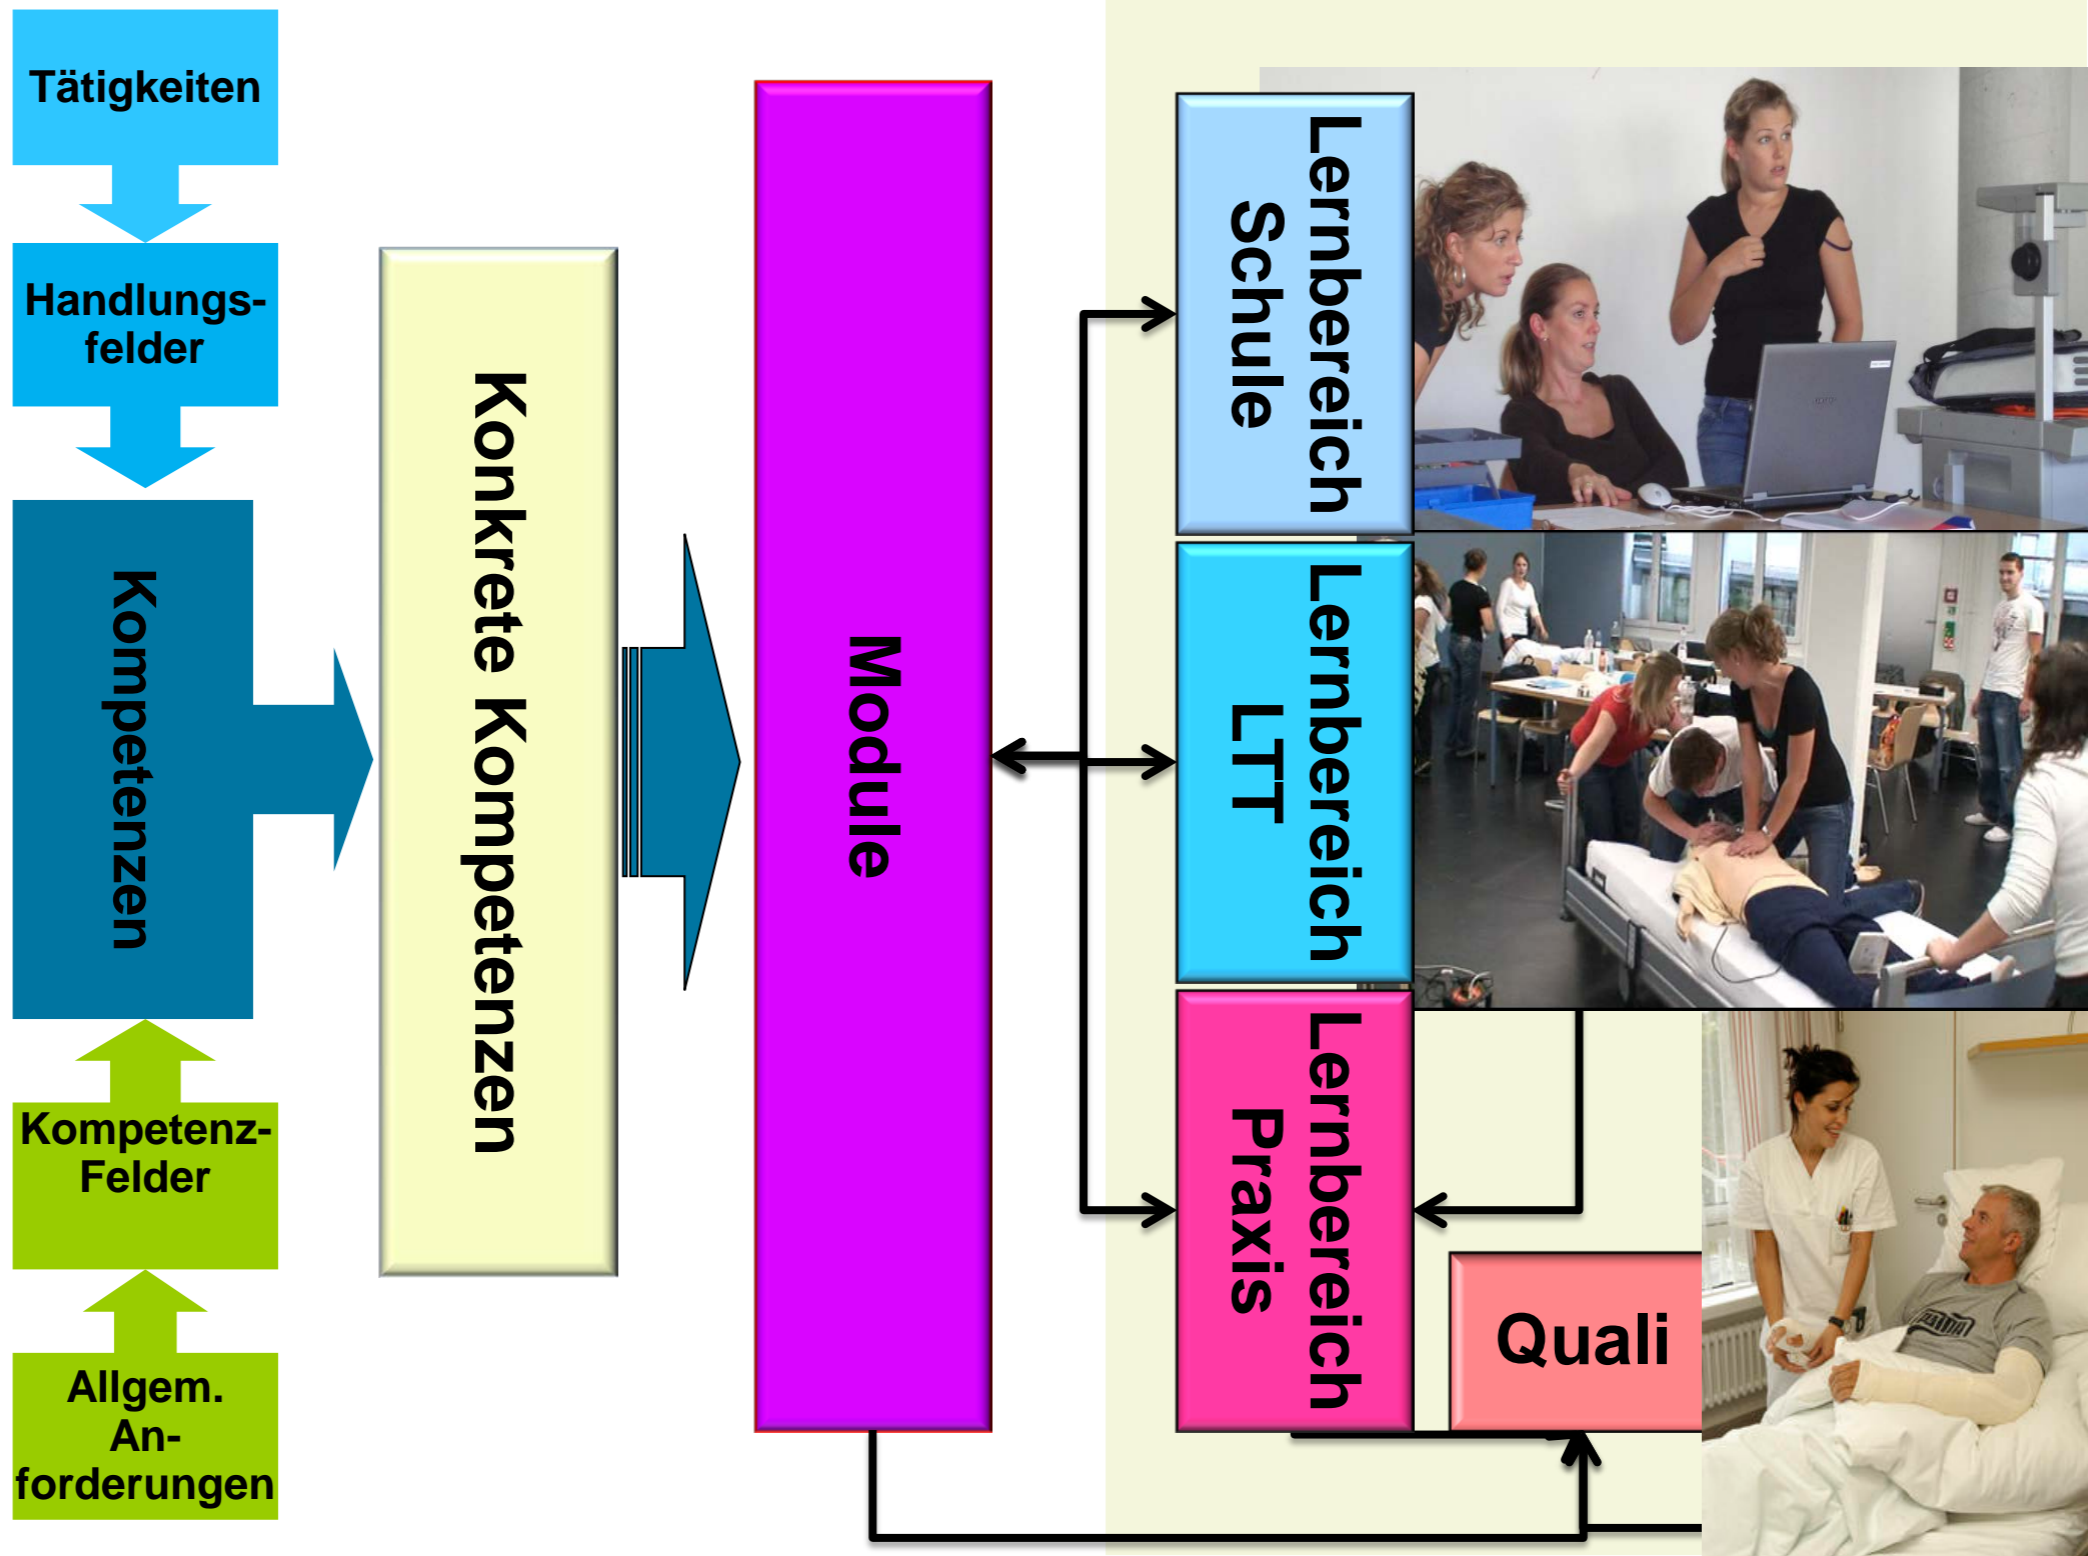 Tätigkeiten
Handlungs-
felder
Kompetenzen
Kompetenz-
Felder
Allgem.
An-
forderungen
Konkrete Kompetenzen
Module
Lernbereich
Schule
Lernbereich
LTT
Lernbereich
Praxis
Quali